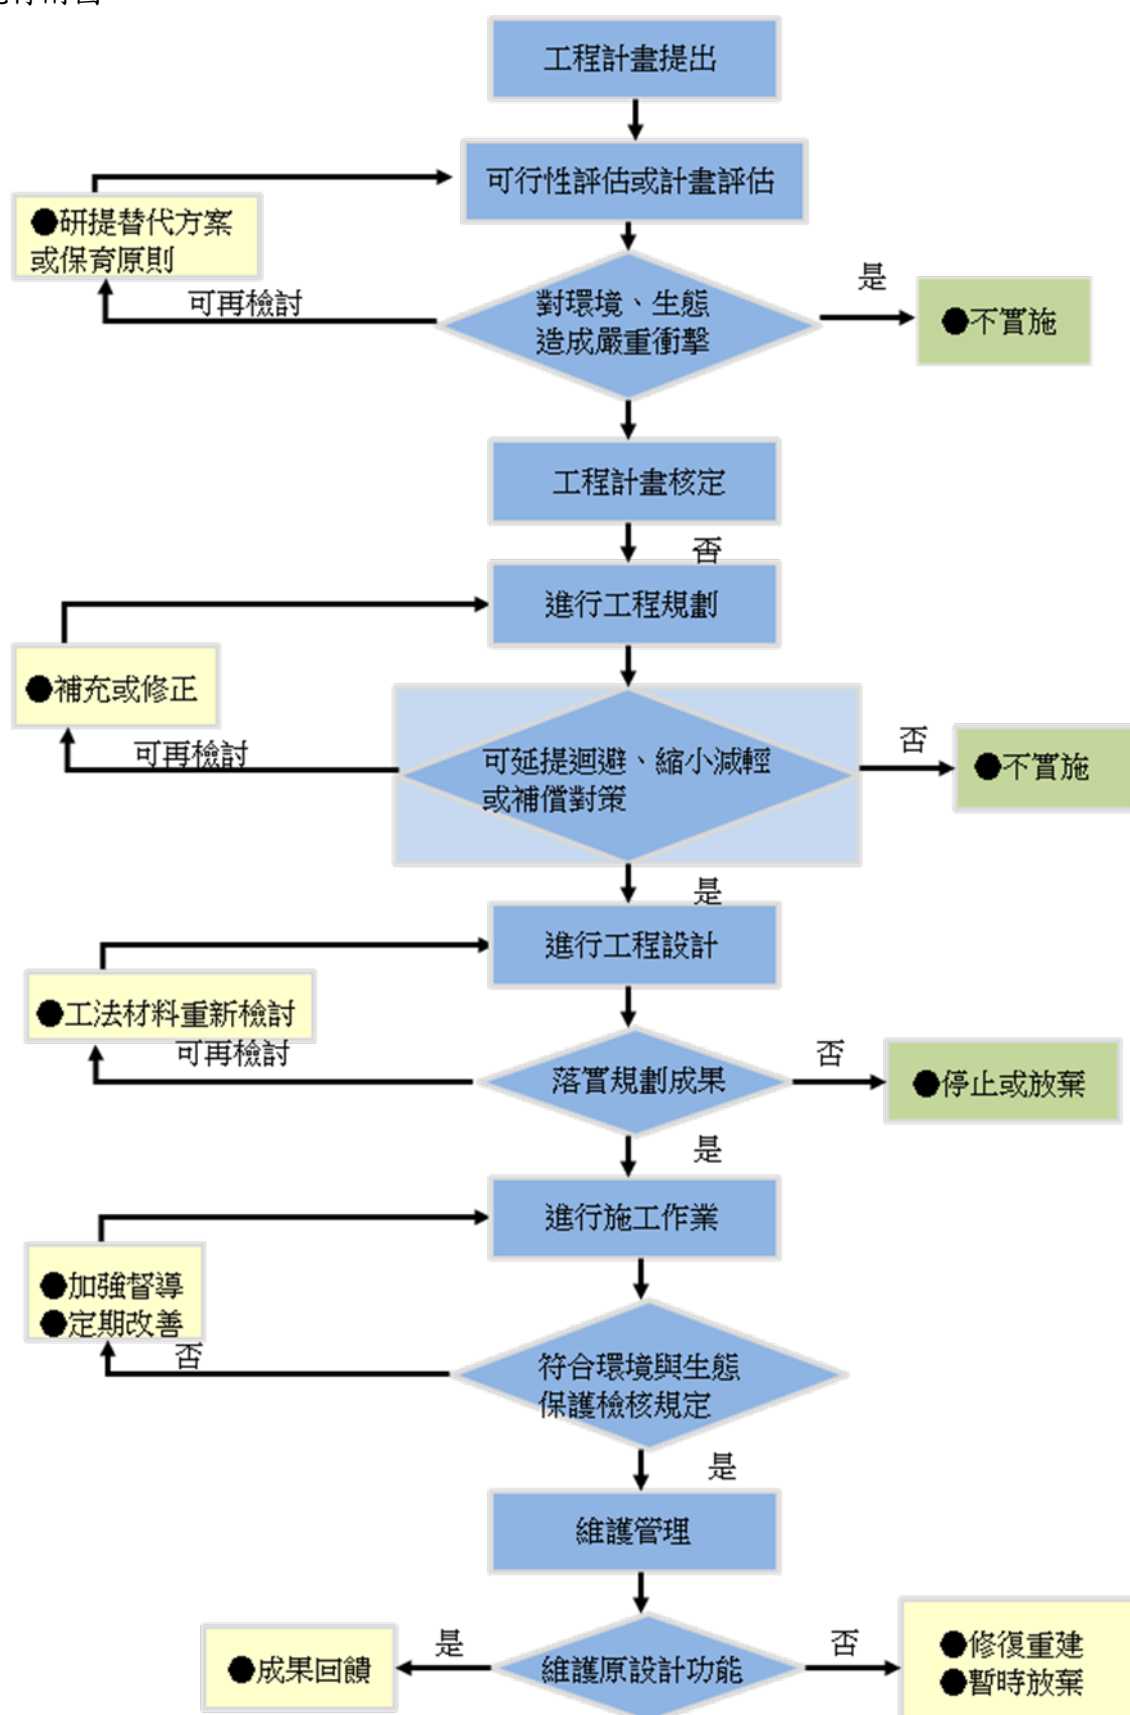 工程計畫提出
可行性評估或計畫評估
●研提替代方案
或保育原則
可再檢討
對環境、生態
造成嚴重衝擊
是
●不實施
工程計畫核定
否
進行工程規劃
●補充或修正
可再檢討
可延提迴避、縮小減輕
或補償對策
否
●不實施
是
進行工程設計
●工法材料重新檢討
可再檢討
落實規劃成果
否
●停止或放棄
是
進行施工作業
●加強督導
●定期改善
否
符合環境與生態
保護檢核規定
是
維護管理
●成果回饋
是
維護原設計功能
否
●修復重建
●暫時放棄